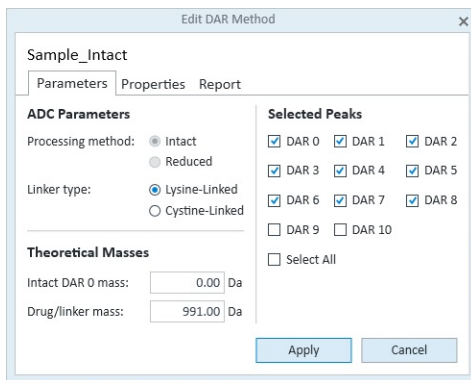 Edit DAR Method
Sample_Intact
Parameters Properties Report
ADC Parameters
Processing method: Intact
Reduced
Linker type: Lysine-Linked
Cystine-Linked
Theoretical Masses
Intact DAR 0 mass: 0.00 Da
Drug/linker mass: 991.00 Da
Selected Peaks
DAR 0 DAR 1 DAR 2
DAR 3 DAR 4 DAR 5
DAR 6 DAR 7 DAR 8
DAR 9 DAR 10
Select All
Apply Cancel